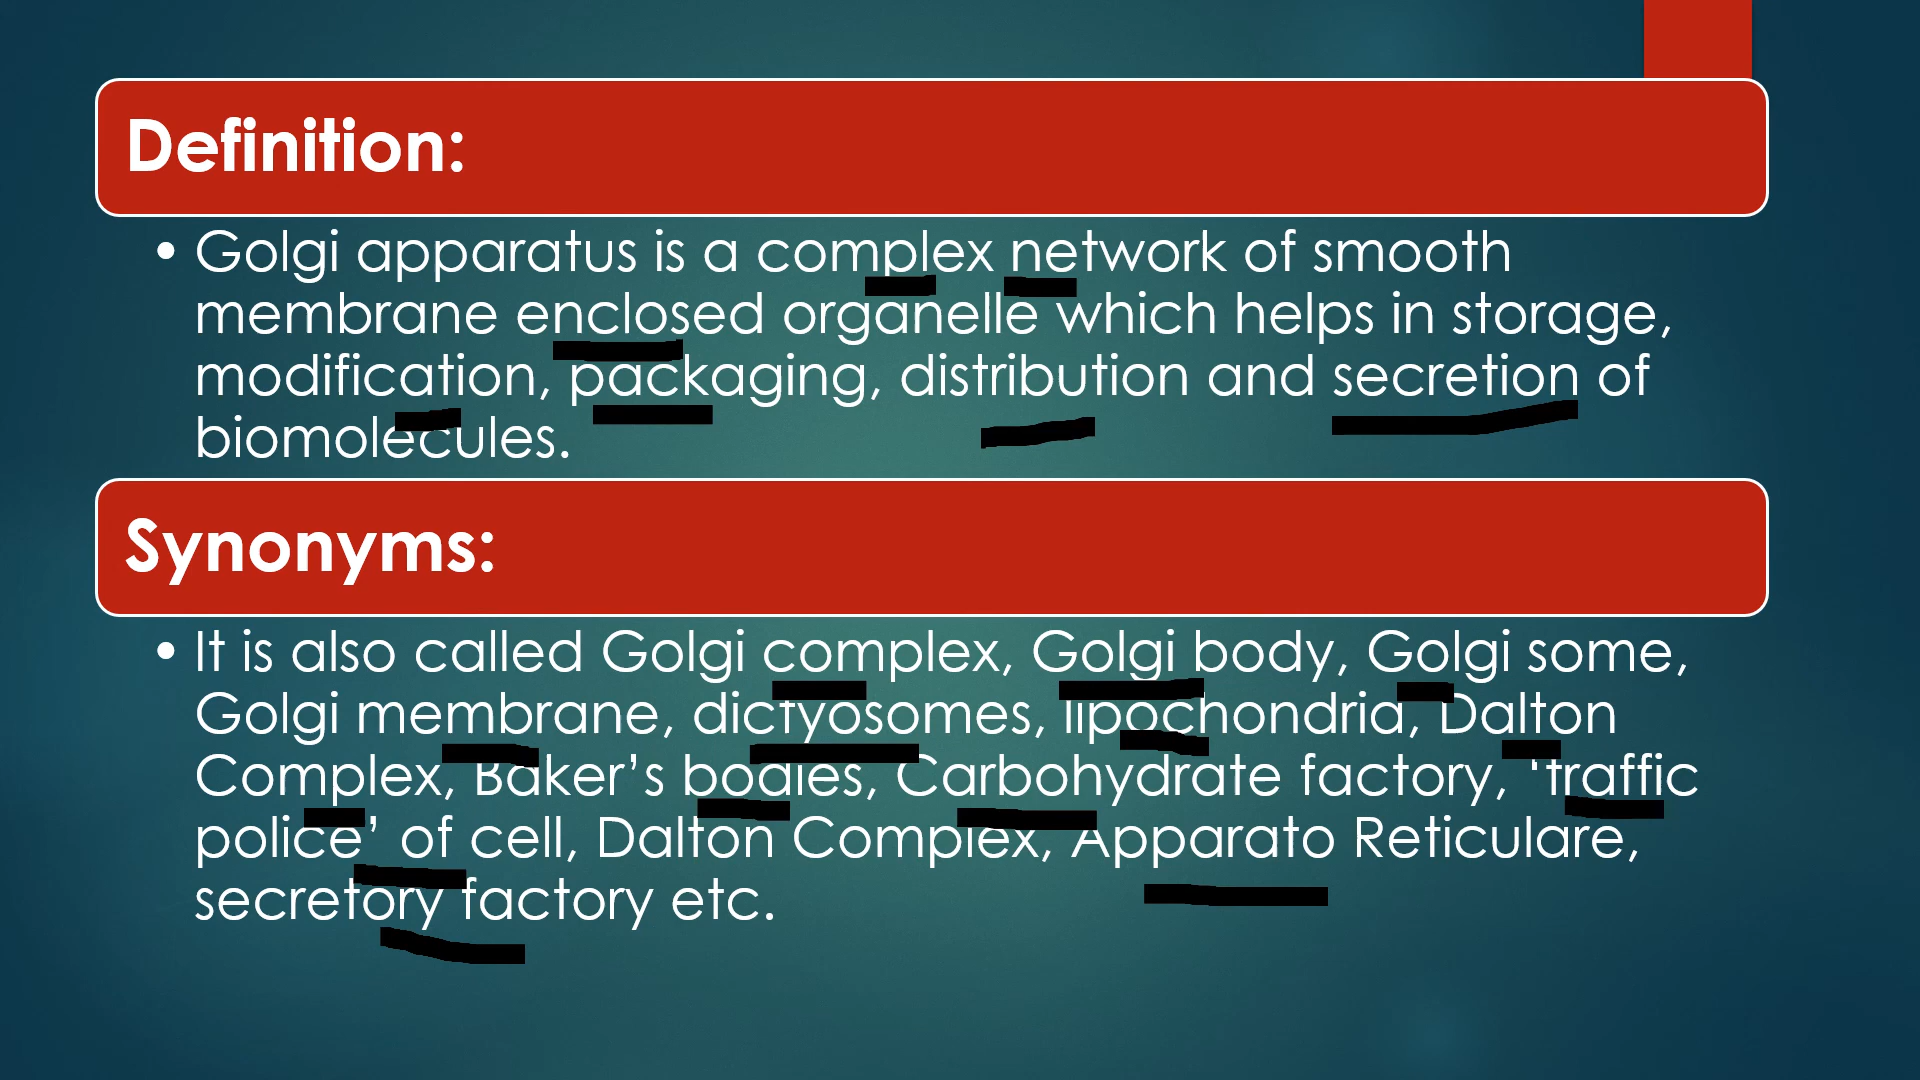 Definition:
• Golgi apparatus is a complex network of smooth
membrane enclosed organelle which helps in storage,
modification, packaging, distribution and secretion of
biomolecules.
Synonyms:
• It is also called Golgi complex, Golgi body, Golgi some,
Golgi membrane, dictyosomes, lipochondria, Dalton
Complex, Baker’s bodies, Carbohydrate factory, ‘traffic
police’ of cell, Dalton Complex, Apparato Reticulare,
secretory factory etc.